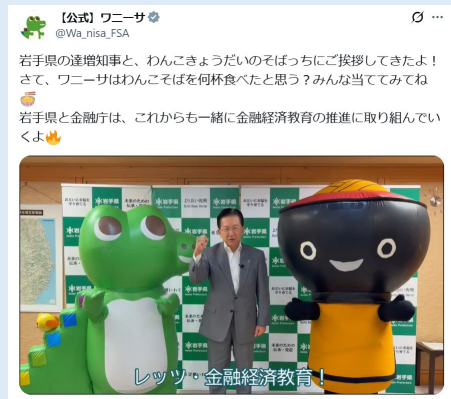 【公式】ワニーサ
@Wa_nisa_FSA
岩手県の達増知事と、わんこきょうだいのそばっちにご挨拶してきたよ！
さて、ワニーサはわんこそばを何杯食べたと思う？みんな当ててみてね
🍜
岩手県と金融庁は、これからも一緒に金融経済教育の推進に取り組んでい
くよ🔥
岩手県
レッツ・金融経済教育！